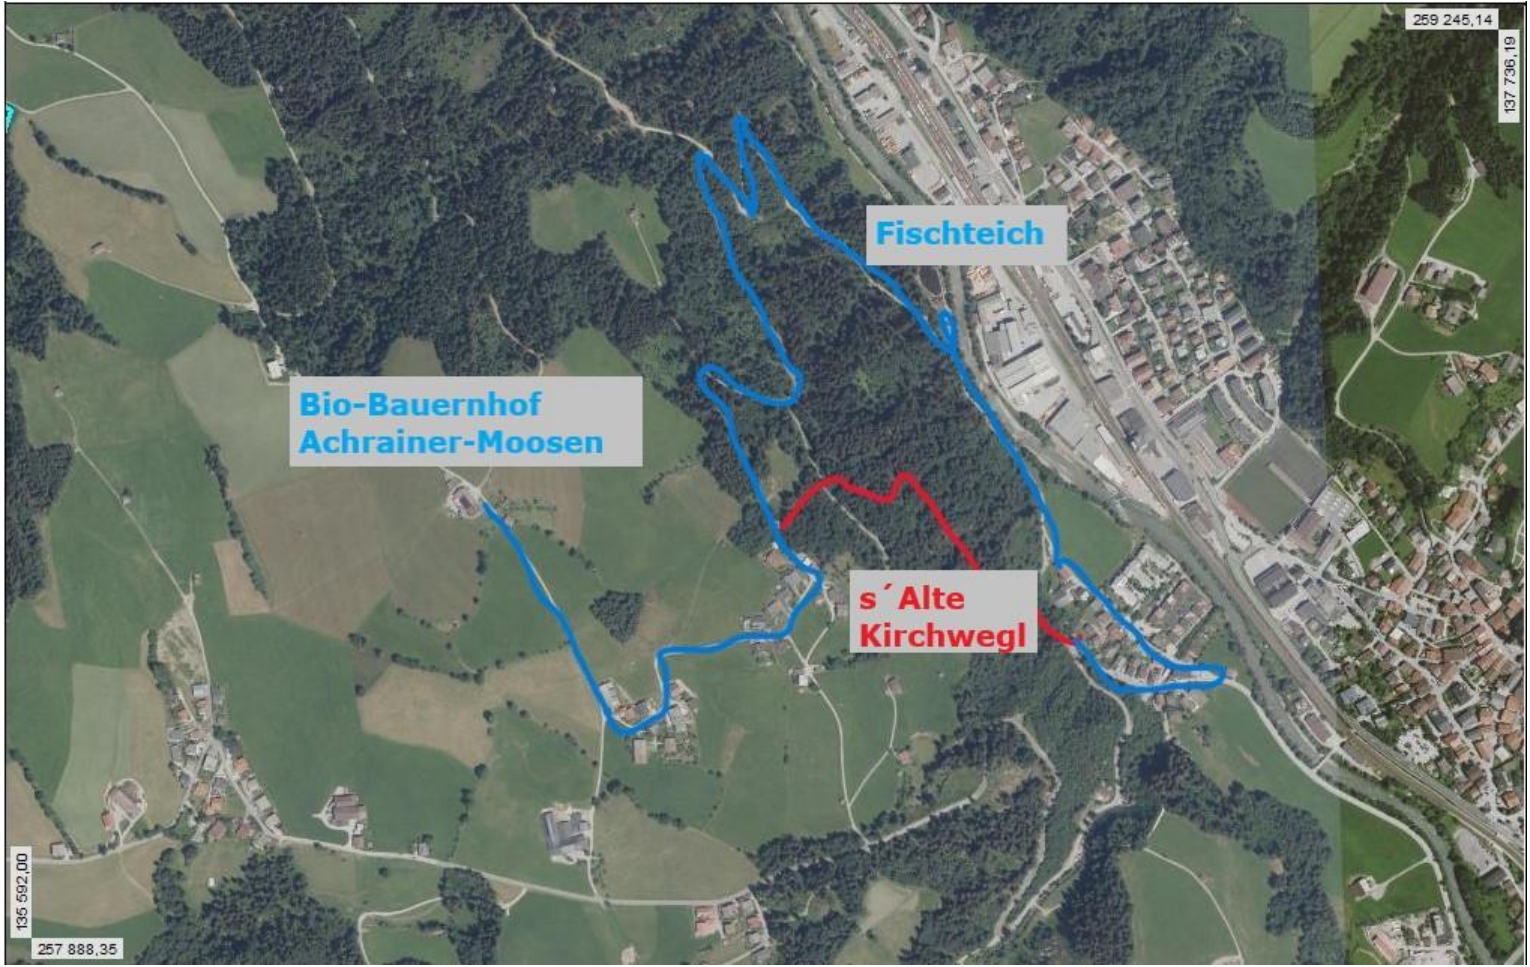 259 245,14
137 736,19
Fischteich
Bio-Bauernhof
Achrainer-Moosen
s´Alte
Kirchwegl
135 592,00
257 888,35